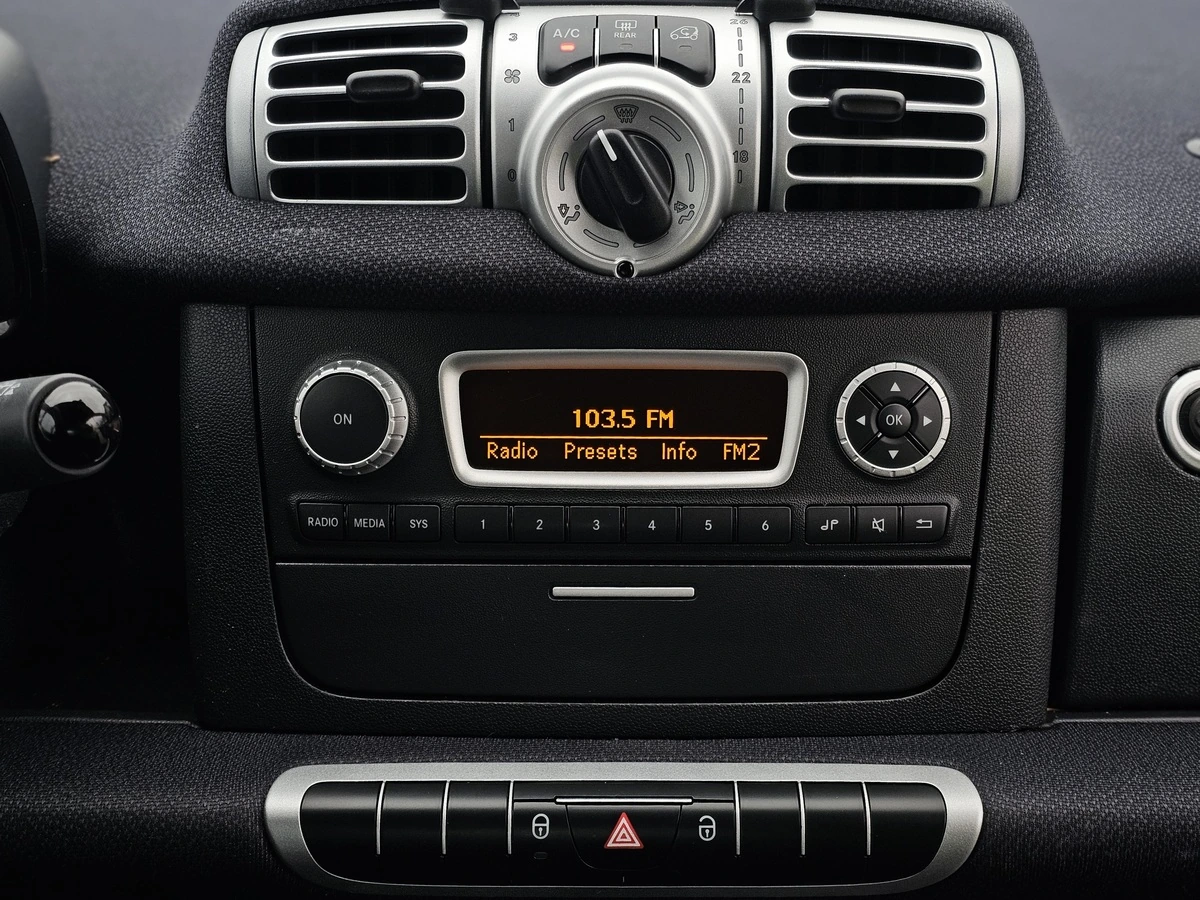 A/C
REAR
3
1
0
26
22
18
ON
103.5 FM
Radio Presets Info FM2
OK
RADIO MEDIA SYS 1 2 3 4 5 6